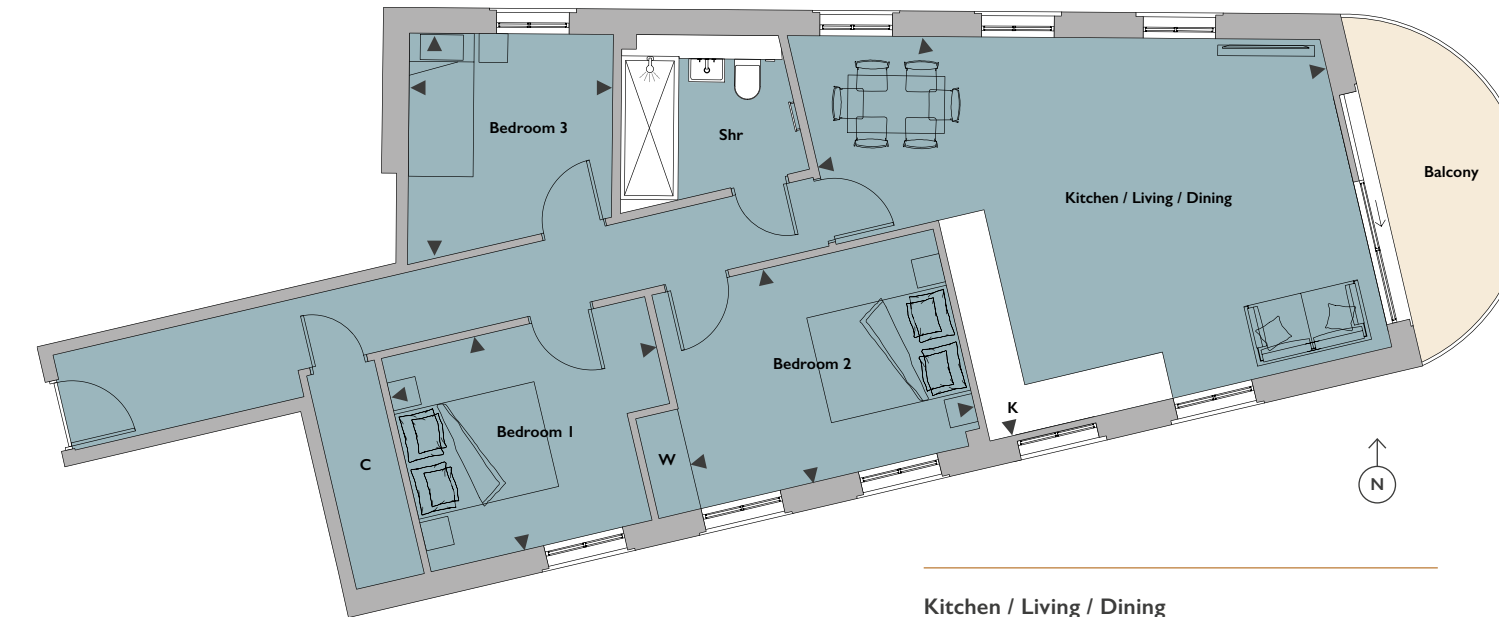 Bedroom 3
Shr
Kitchen / Living / Dining
Balcony
Bedroom 2
Bedroom 1
K
W
C
N
Kitchen / Living / Dining